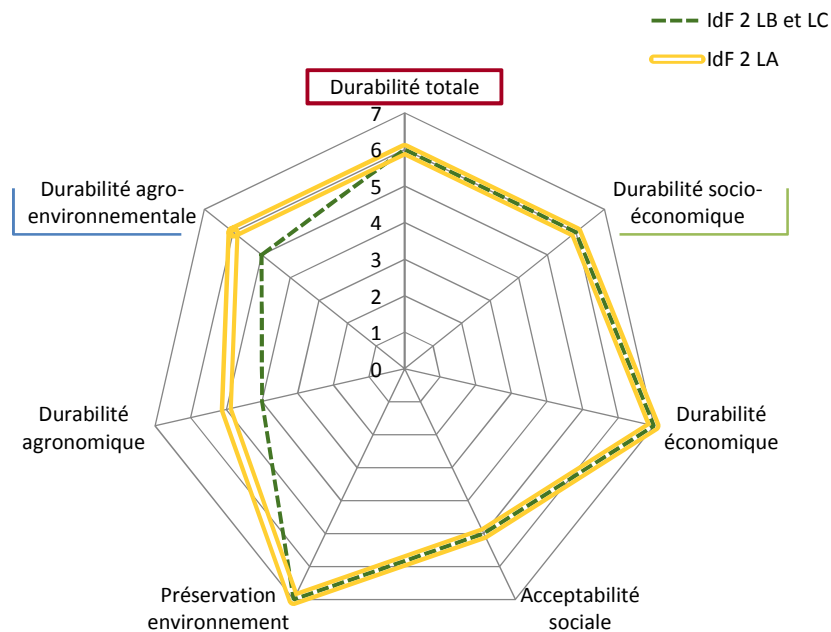 IdF 2 LB et LC
IdF 2 LA
Durabilité totale
7
6
5
4
3
2
1
0
Durabilité agro-
environnementale
Durabilité socio-
économique
Durabilité
agronomique
Durabilité
économique
Préservation
environnement
Acceptabilité
sociale